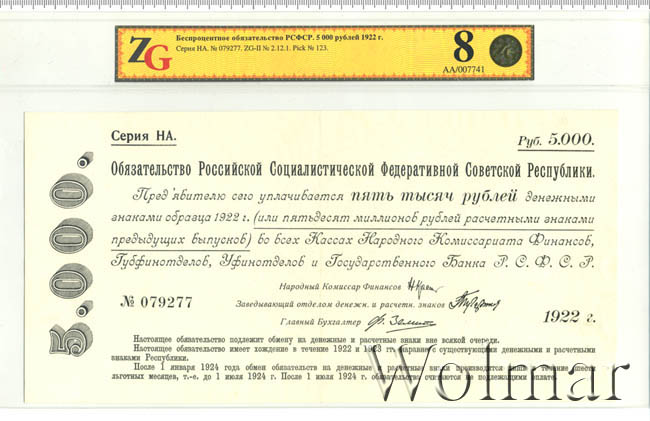 ZG
Беспроцентное обязательство РСФСР. 5 000 рублей 1922 г.
Серия НА. № 079277. ZG-II № 2.12.1. Pick № 123.
8
АА/007741
Серия НА.
Руб. 5.000.
5.000.
Обязательство Российской Социалистической Федеративной Советской Республики.
Пред'явителю сего уплачивается пять тысяч рублей денежными
знаками образца 1922 г. (или пятьдесят миллионов рублей расчетными знаками
предыдущих выпусков) во всех Кассах Народного Комиссариата Финансов,
Губфинотделов, Уфинотделов и Государственного Банка Р. С. Ф. С. Р.
Народный Комиссар Финансов
№ 079277
Заведывающий отделом денежн. и расчетн. знаков
Главный Бухгалтер
1922 г.
Настоящее обязательство подлежит обмену на денежные и расчетные знаки вне всякой очереди.
Настоящее обязательство имеет хождение в течение 1922 и 1923 г.г. наравне с существующими денежными и расчетными
знаками Республики.
После 1 января 1924 года обмен обязательств на денежные и расчетные знаки производится лишь в течение шести
льготных месяцев, т.-е. до 1 июля 1924 г. После 1 июля 1924 г. обязательства считаются не подлежащими оплате.
Wolmar